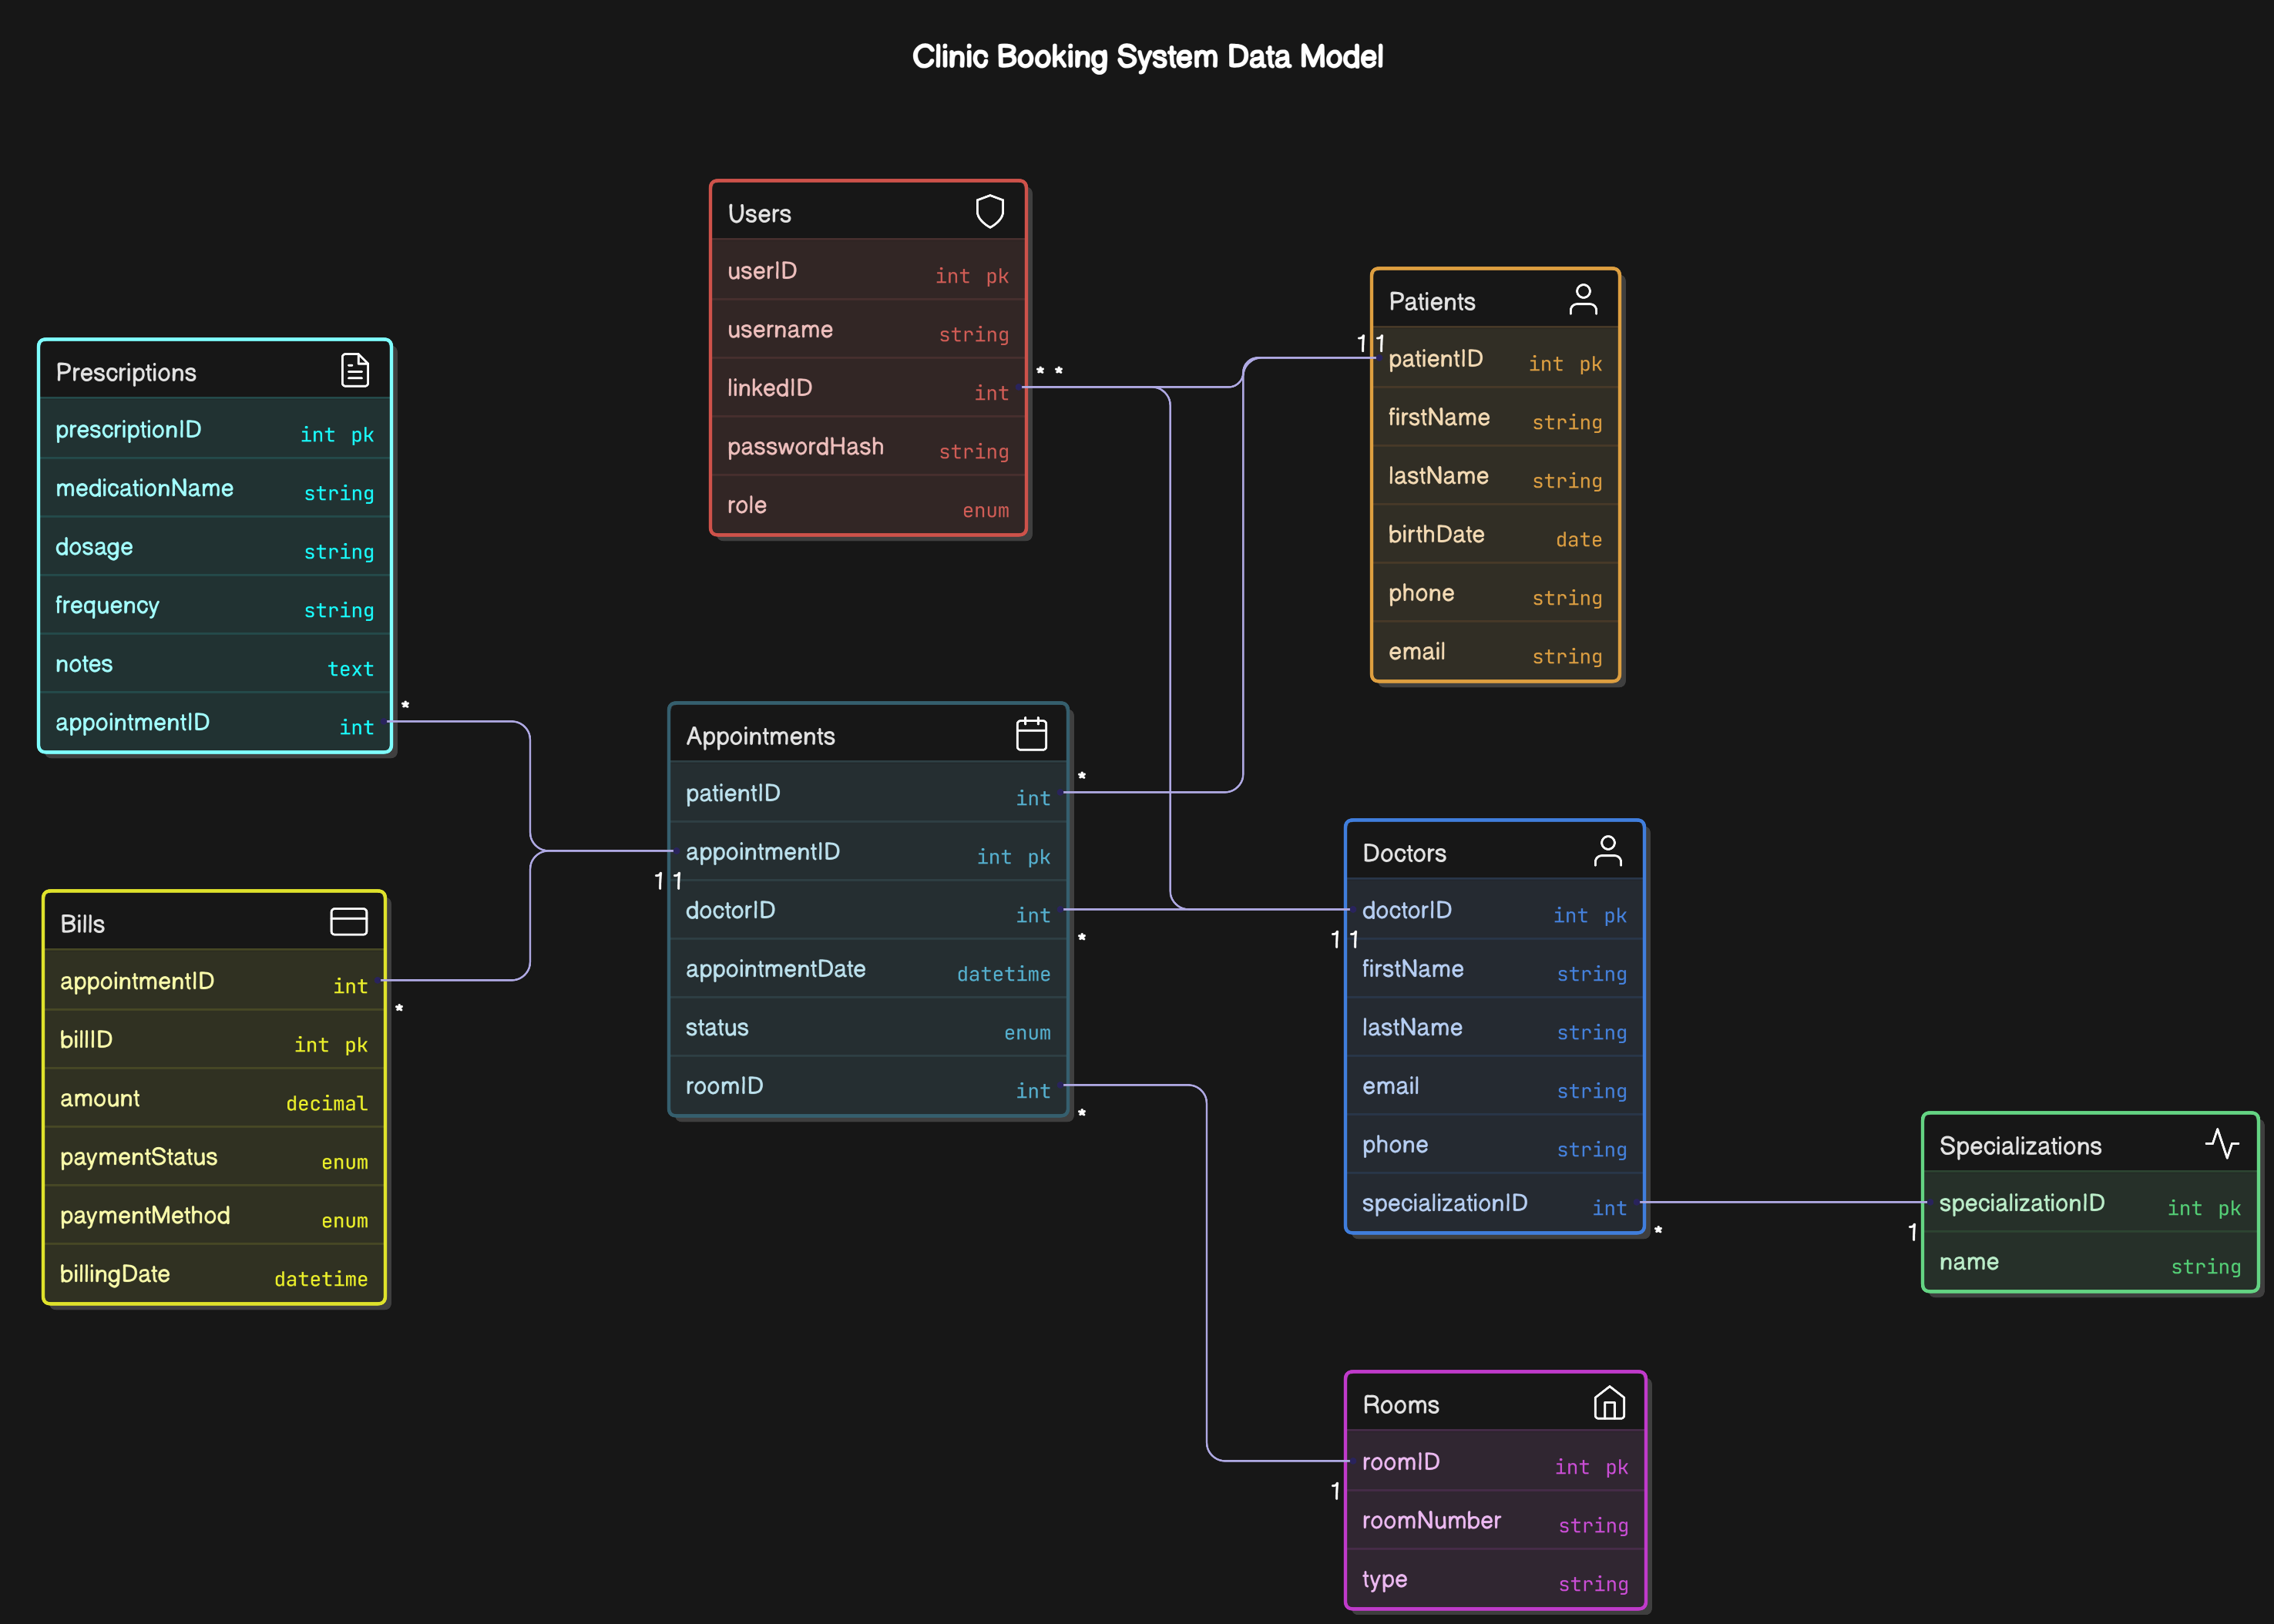 Clinic Booking System Data Model
Users
userID int pk
username string
linkedID int
passwordHash string
role enum
* *
Patients
1 1
patientID int pk
firstName string
lastName string
birthDate date
phone string
email string
Prescriptions
prescriptionID int pk
medicationName string
dosage string
frequency string
notes text
appointmentID int
*
Appointments
patientID int
*
appointmentID int pk
1 1
doctorID int
*
appointmentDate datetime
status enum
roomID int
*
Doctors
doctorID int pk
1 1
firstName string
lastName string
email string
phone string
specializationID int
*
Bills
appointmentID int
*
billID int pk
amount decimal
paymentStatus enum
paymentMethod enum
billingDate datetime
Specializations
specializationID int pk
1
name string
Rooms
roomID int pk
1
roomNumber string
type string